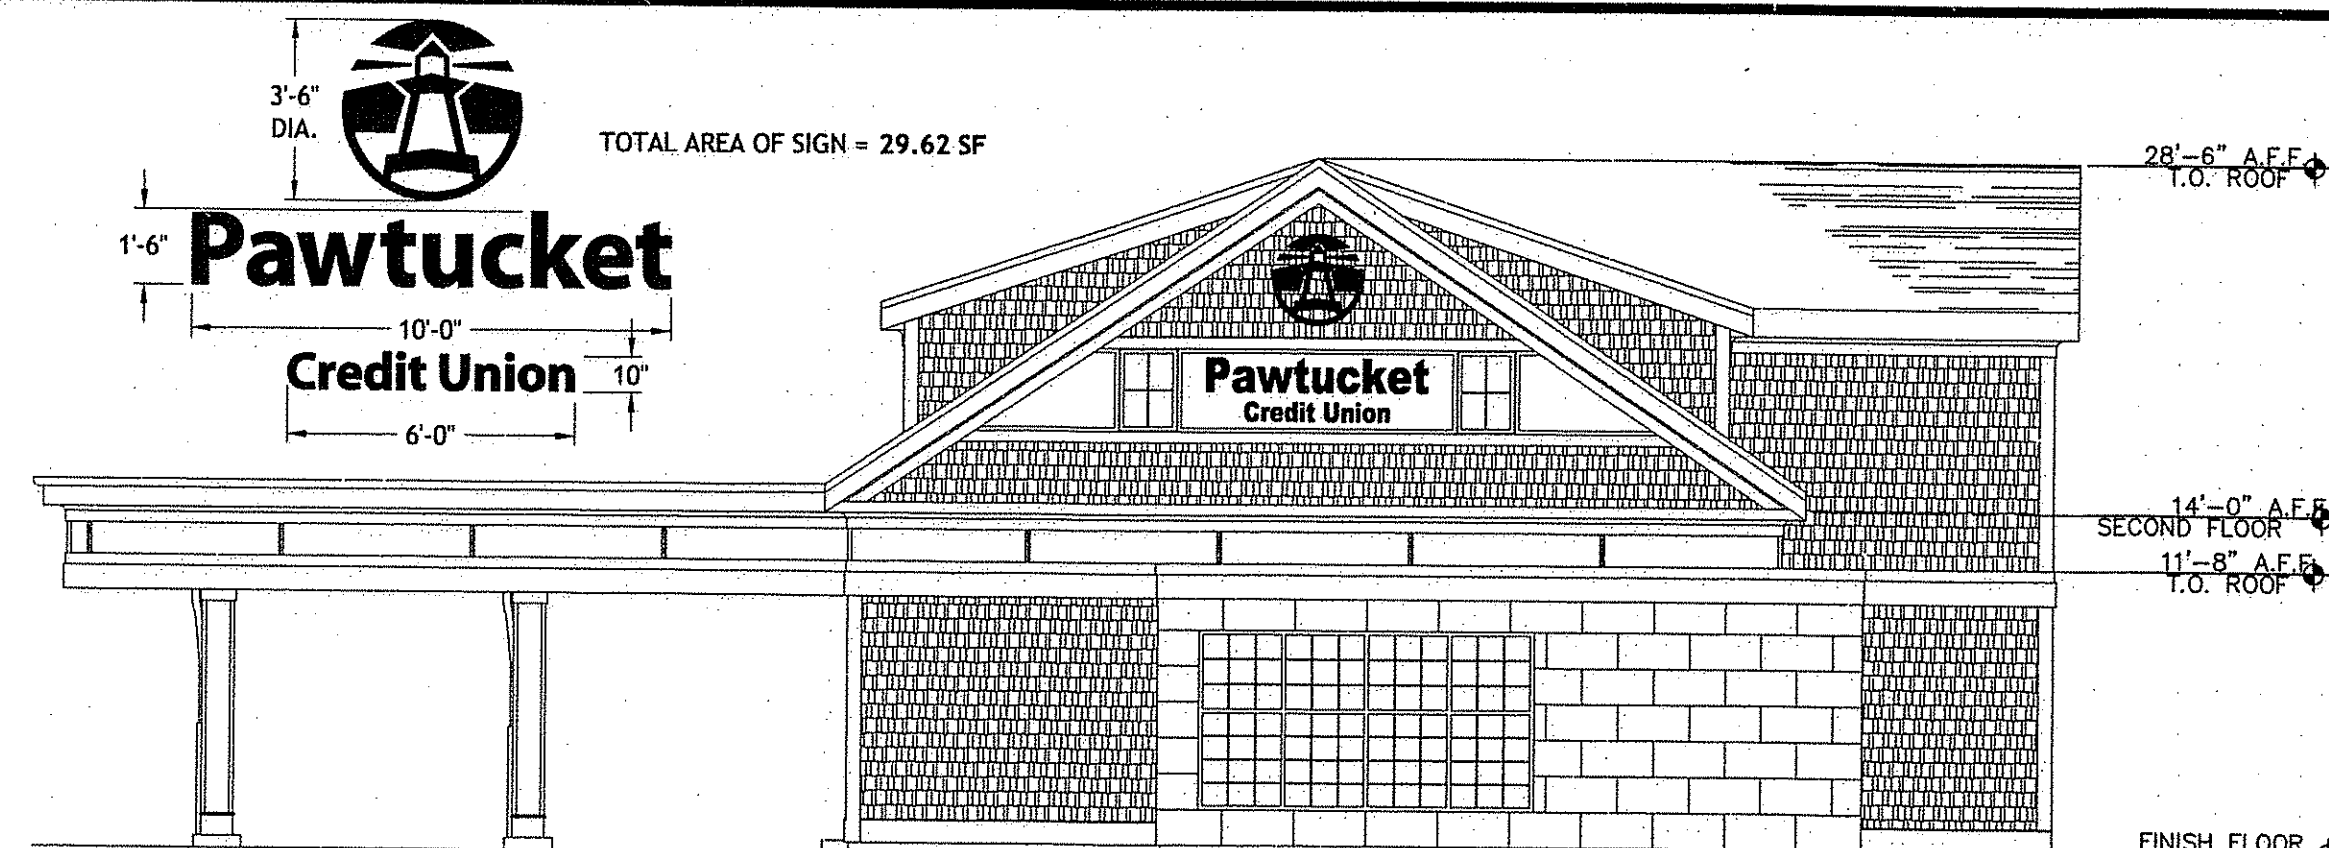 3'-6"
DIA.
TOTAL AREA OF SIGN = 29.62 SF
1'-6"
Pawtucket
10'-0"
Credit Union
10"
6'-0"
Pawtucket
Credit Union
28'-6" A.F.F.
T.O. ROOF
14'-0" A.F.F.
SECOND FLOOR
11'-8" A.F.F.
T.O. ROOF
FINISH FLOOR